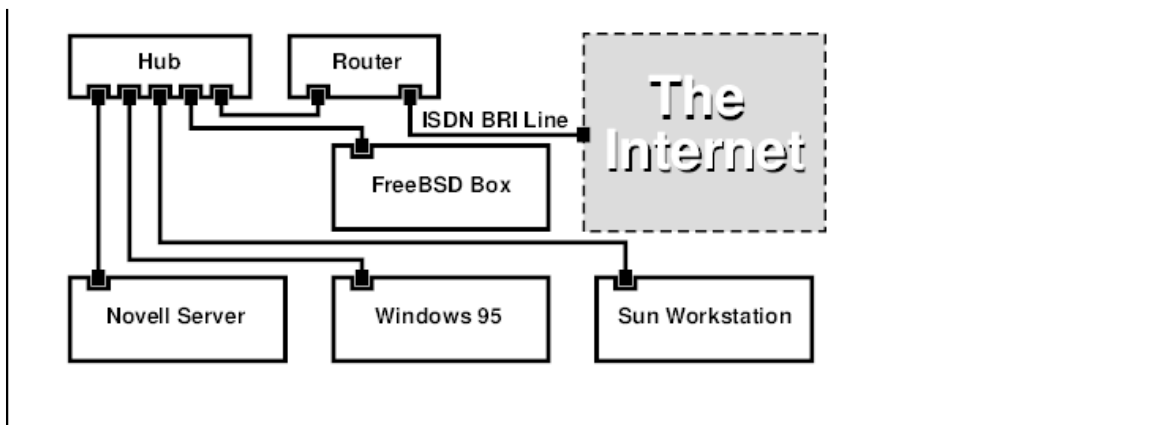 Hub
Router
The
Internet
ISDN BRI Line
FreeBSD Box
Novell Server
Windows 95
Sun Workstation